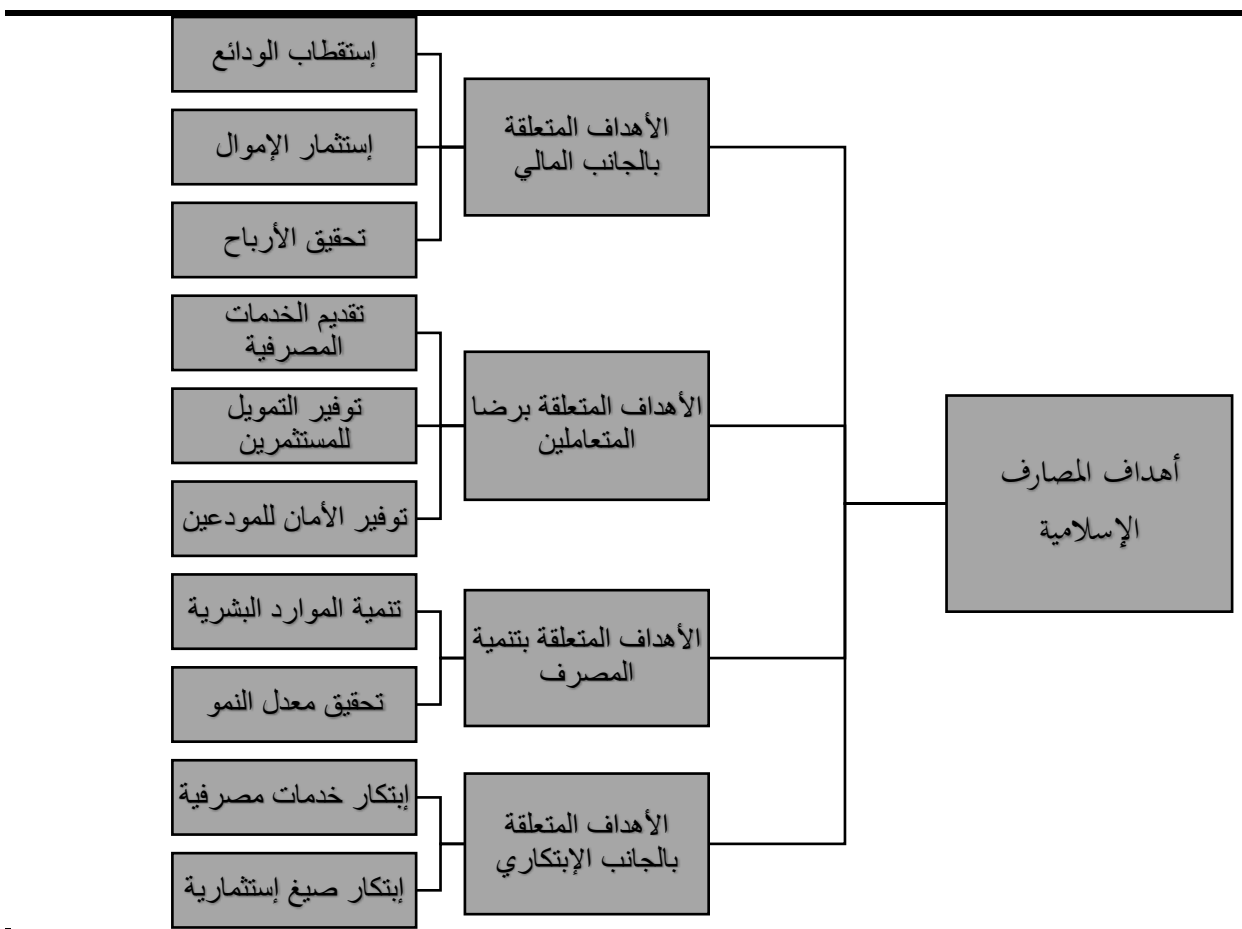 أهداف المصارف
الإسلامية
الأهداف المتعلقة
بالجانب المالي
إستقطاب الودائع
إستثمار الإموال
تحقيق الأرباح
الأهداف المتعلقة برضا
المتعاملين
تقديم الخدمات
المصرفية
توفير التمويل
للمستثمرين
توفير الأمان للمودعين
الأهداف المتعلقة بتنمية
المصرف
تنمية الموارد البشرية
تحقيق معدل النمو
الأهداف المتعلقة
بالجانب الإبتكاري
إبتكار خدمات مصرفية
إبتكار صيغ إستثمارية